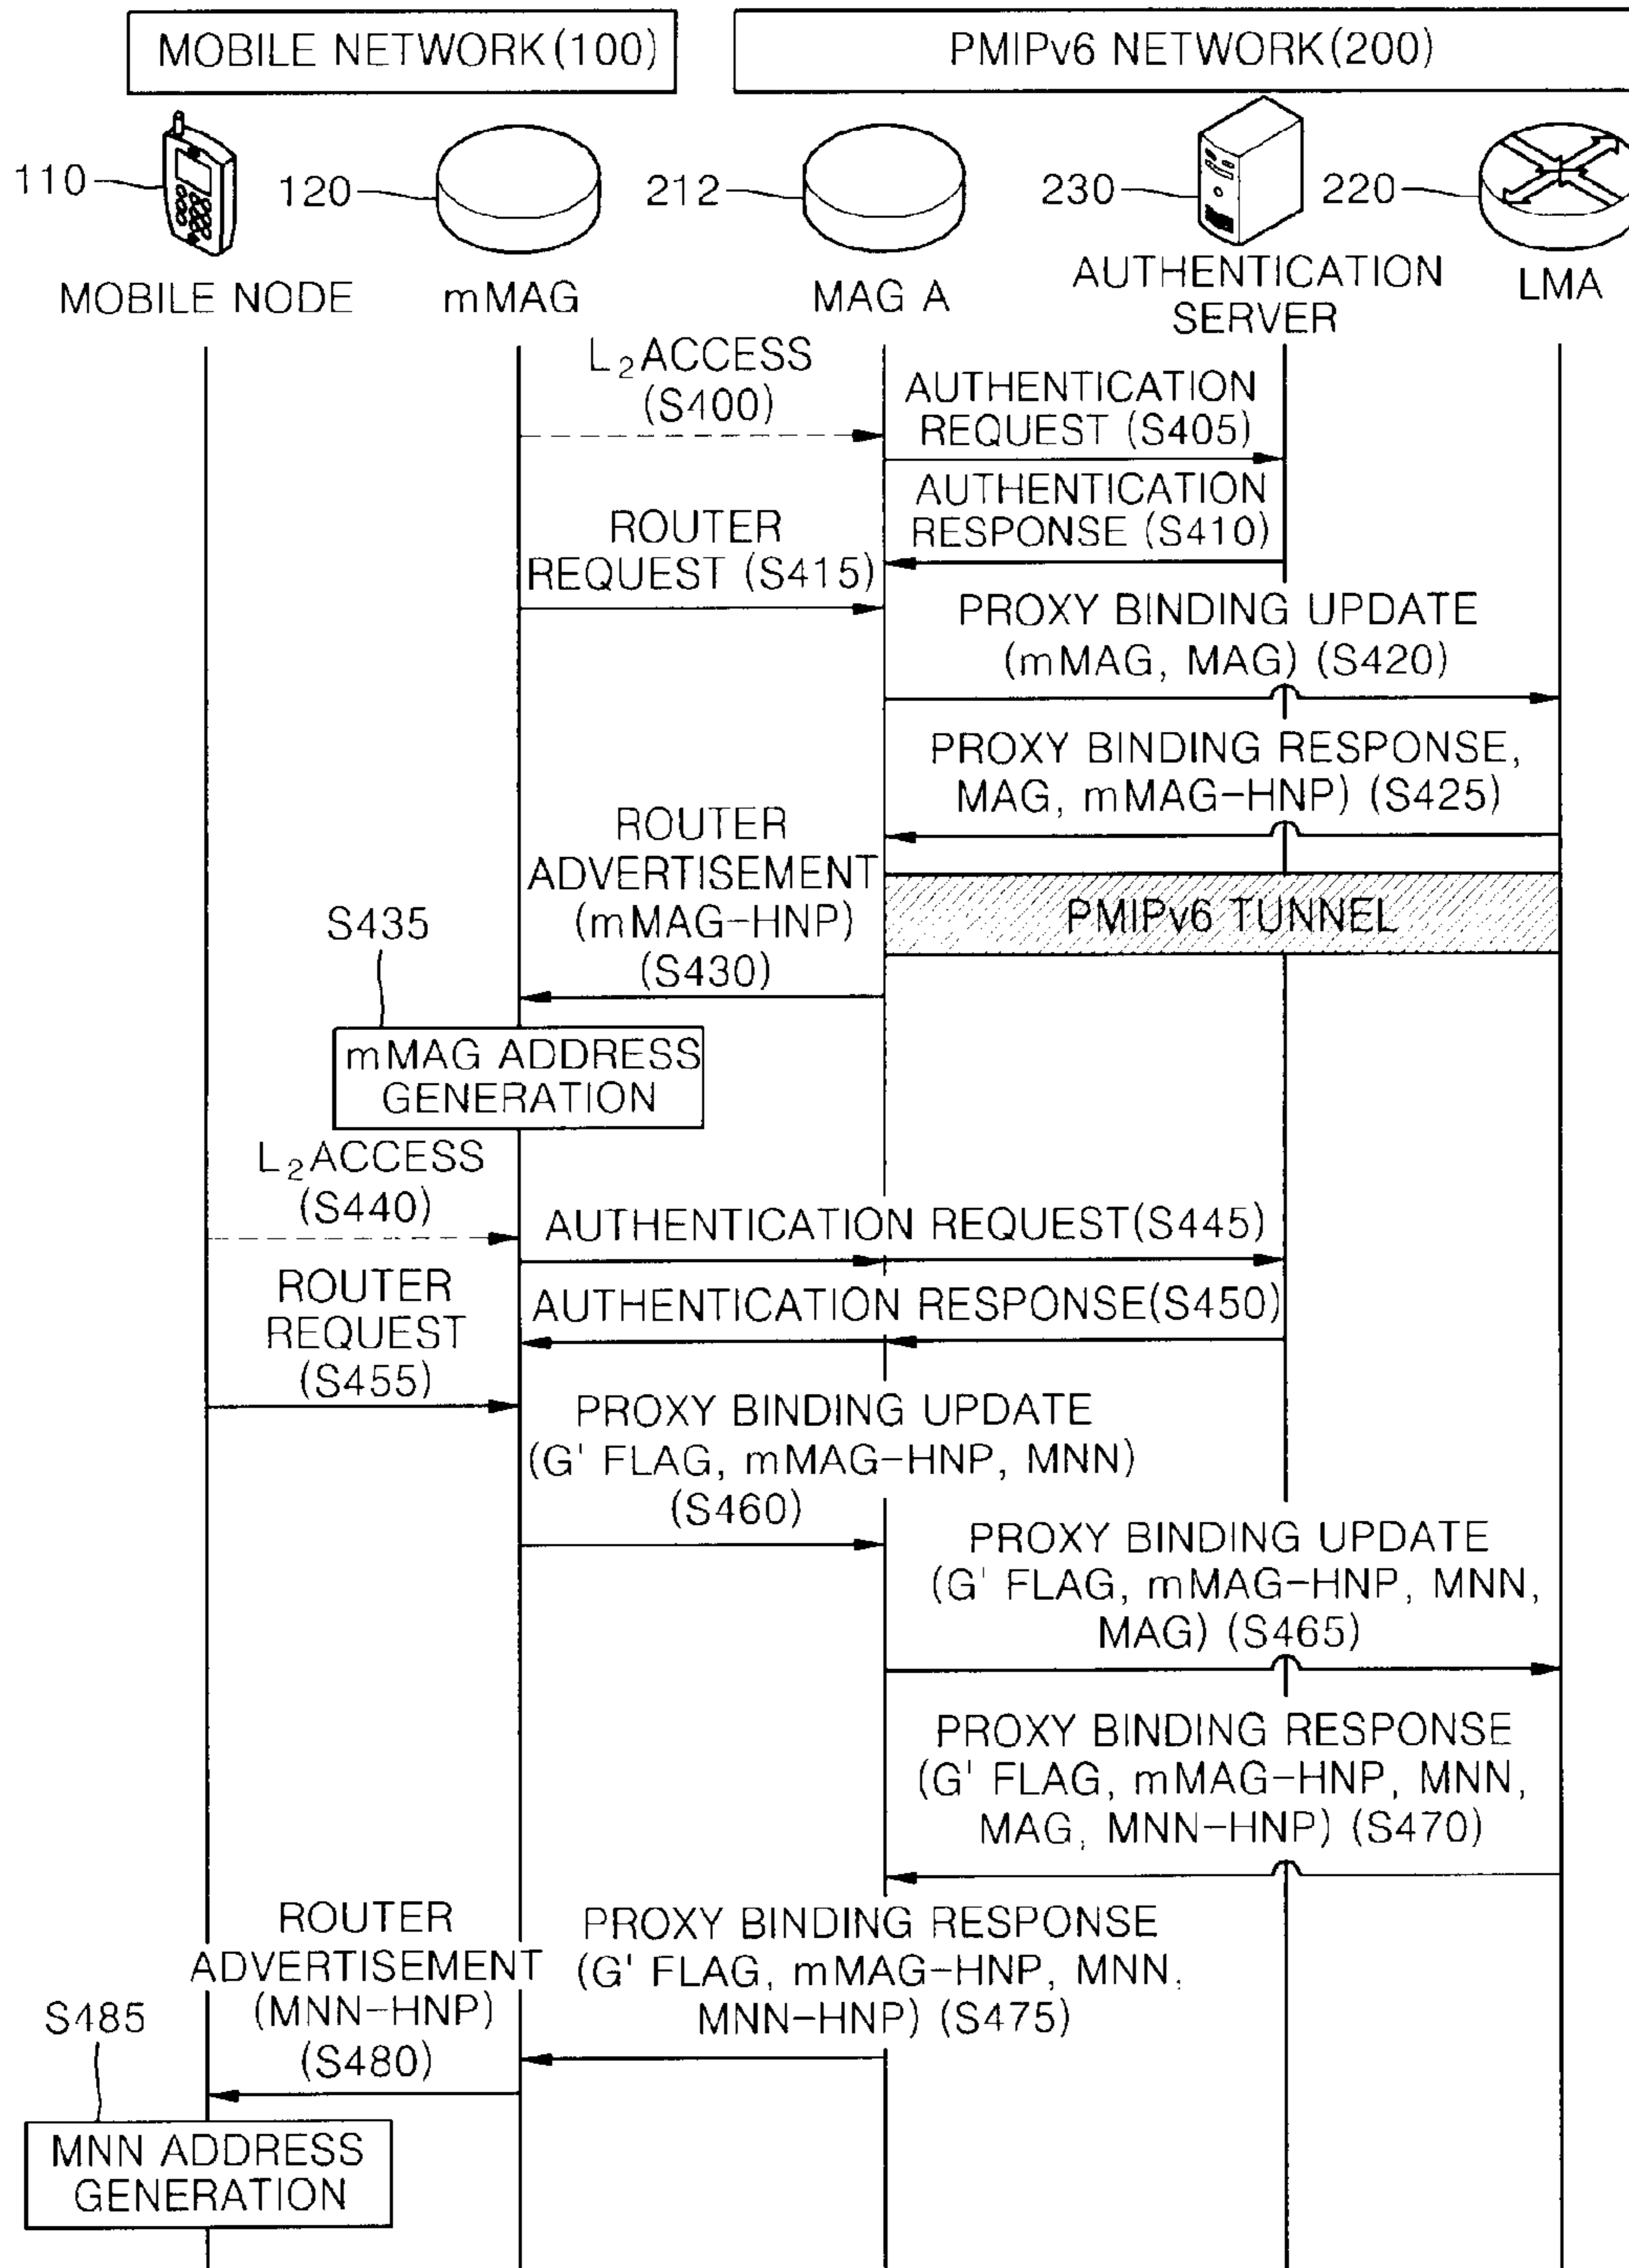 MOBILE NETWORK(100)
PMIPv6 NETWORK(200)
110
120
212
230
220
MOBILE NODE
mMAG
MAG A
AUTHENTICATION
SERVER
LMA
L2ACCESS
(S400)
AUTHENTICATION
REQUEST (S405)
AUTHENTICATION
RESPONSE (S410)
ROUTER
REQUEST (S415)
PROXY BINDING UPDATE
(mMAG, MAG) (S420)
PROXY BINDING RESPONSE,
MAG, mMAG-HNP) (S425)
ROUTER
ADVERTISEMENT
(mMAG-HNP)
(S430)
PMIPv6 TUNNEL
S435
mMAG ADDRESS
GENERATION
L2ACCESS
(S440)
AUTHENTICATION REQUEST(S445)
AUTHENTICATION RESPONSE(S450)
ROUTER
REQUEST
(S455)
PROXY BINDING UPDATE
(G' FLAG, mMAG-HNP, MNN)
(S460)
PROXY BINDING UPDATE
(G' FLAG, mMAG-HNP, MNN,
MAG) (S465)
PROXY BINDING RESPONSE
(G' FLAG, mMAG-HNP, MNN,
MAG, MNN-HNP) (S470)
PROXY BINDING RESPONSE
(G' FLAG, mMAG-HNP, MNN,
MNN-HNP) (S475)
ROUTER
ADVERTISEMENT
(MNN-HNP)
(S480)
S485
MNN ADDRESS
GENERATION